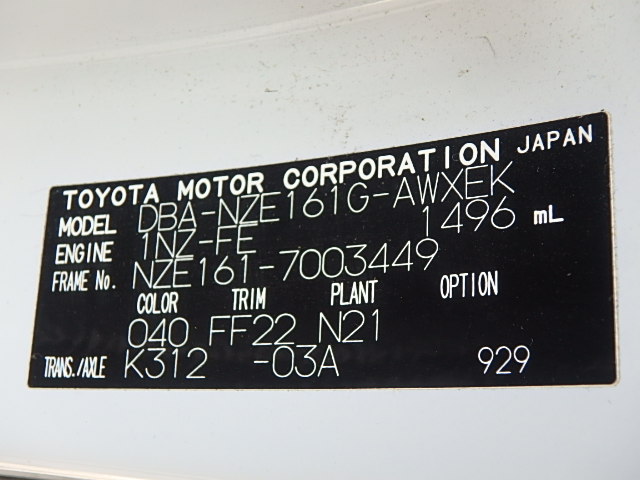 TOYOTA MOTOR CORPORATION JAPAN
MODEL DBA-NZE161G-AWXEK
ENGINE 1NZ-FE 1496 mL
FRAME No. NZE161-7003449
COLOR TRIM PLANT OPTION
040 FF22 N21
TRANS./AXLE K312 -03A 929